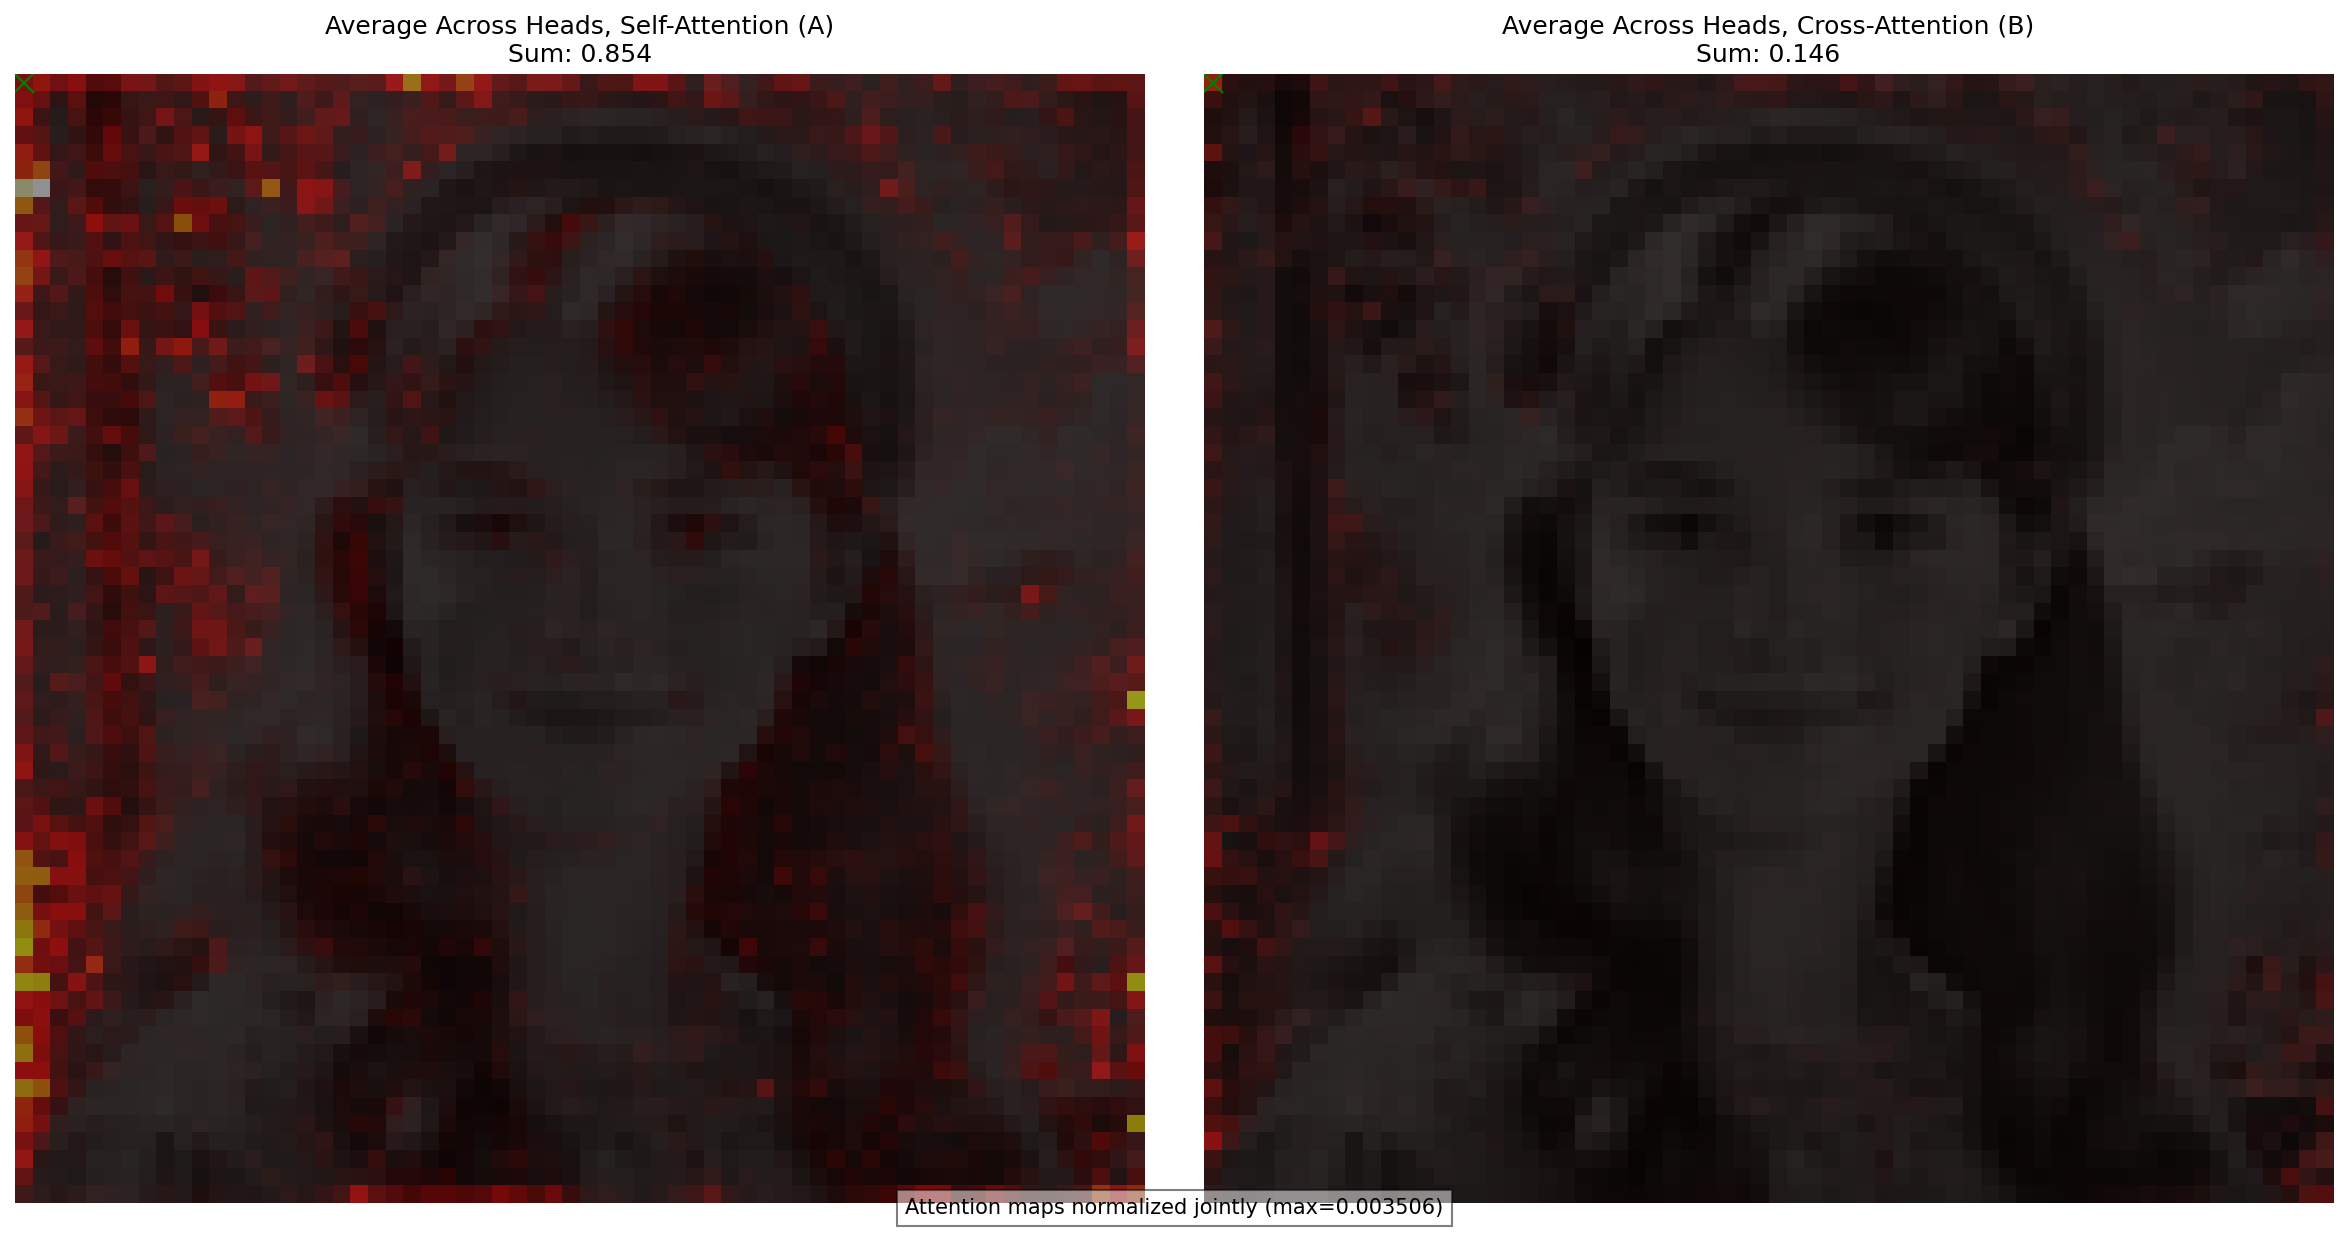 Average Across Heads, Self-Attention (A)
Sum: 0.854
Average Across Heads, Cross-Attention (B)
Sum: 0.146
Attention maps normalized jointly (max=0.003506)